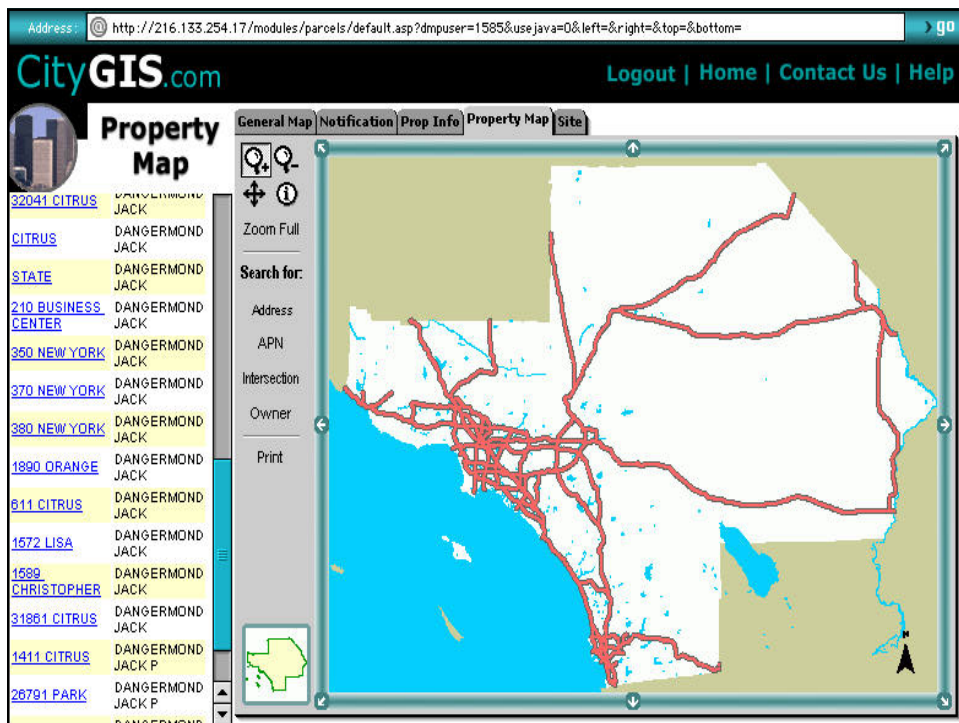 Address: @ http://216.133.254.17/modules/parcels/default.asp?dmpuser=1585&usejava=0&left=&right=&top=&bottom= › go
CityGIS.com
Logout | Home | Contact Us | Help
Property
Map
General Map
Notification
Prop Info
Property Map
Site
Zoom Full
Search for:
Address
APN
Intersection
Owner
Print
32041 CITRUS DANGERMOND
JACK
CITRUS DANGERMOND
JACK
STATE DANGERMOND
JACK
210 BUSINESS DANGERMOND
CENTER JACK
350 NEW YORK DANGERMOND
JACK
370 NEW YORK DANGERMOND
JACK
380 NEW YORK DANGERMOND
JACK
1890 ORANGE DANGERMOND
JACK
611 CITRUS DANGERMOND
JACK
1572 LISA DANGERMOND
JACK
1589 DANGERMOND
CHRISTOPHER JACK
31861 CITRUS DANGERMOND
JACK
1411 CITRUS DANGERMOND
JACK P
26791 PARK DANGERMOND
JACK P
DANGERMOND
N